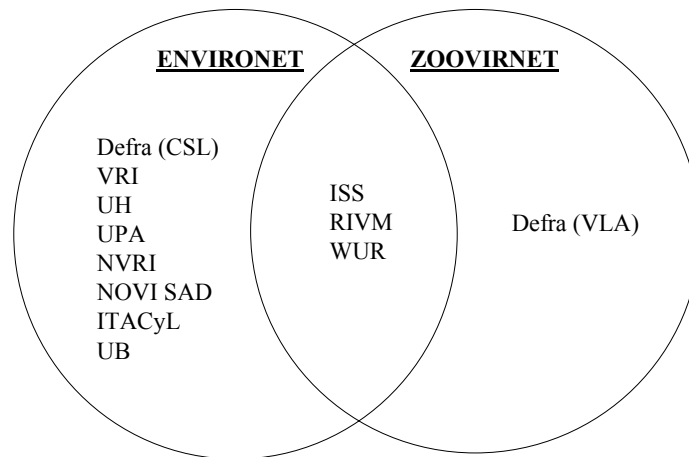 ENVIRONET
ZOOVIRNET
Defra (CSL)
VRI
UH
UPA
NVRI
NOVI SAD
ITACyL
UB
ISS
RIVM
WUR
Defra (VLA)